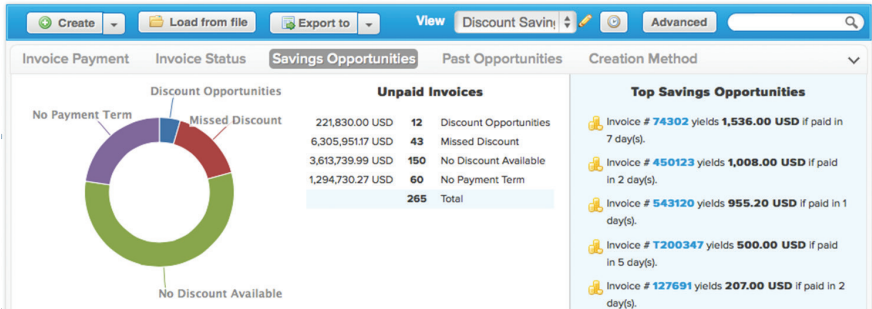 Create
Load from file
Export to
View
Discount Saving
Advanced
Invoice Payment
Invoice Status
Savings Opportunities
Past Opportunities
Creation Method
Discount Opportunities
No Payment Term
Missed Discount
No Discount Available
Unpaid Invoices
221,830.00 USD 12 Discount Opportunities
6,305,951.17 USD 43 Missed Discount
3,613,739.99 USD 150 No Discount Available
1,294,730.27 USD 60 No Payment Term
265 Total
Top Savings Opportunities
Invoice # 74302 yields 1,536.00 USD if paid in
7 day(s).
Invoice # 450123 yields 1,008.00 USD if paid
in 2 day(s).
Invoice # 543120 yields 955.20 USD if paid in 1
day(s).
Invoice # T200347 yields 500.00 USD if paid
in 5 day(s).
Invoice # 127691 yields 207.00 USD if paid in 2
day(s).